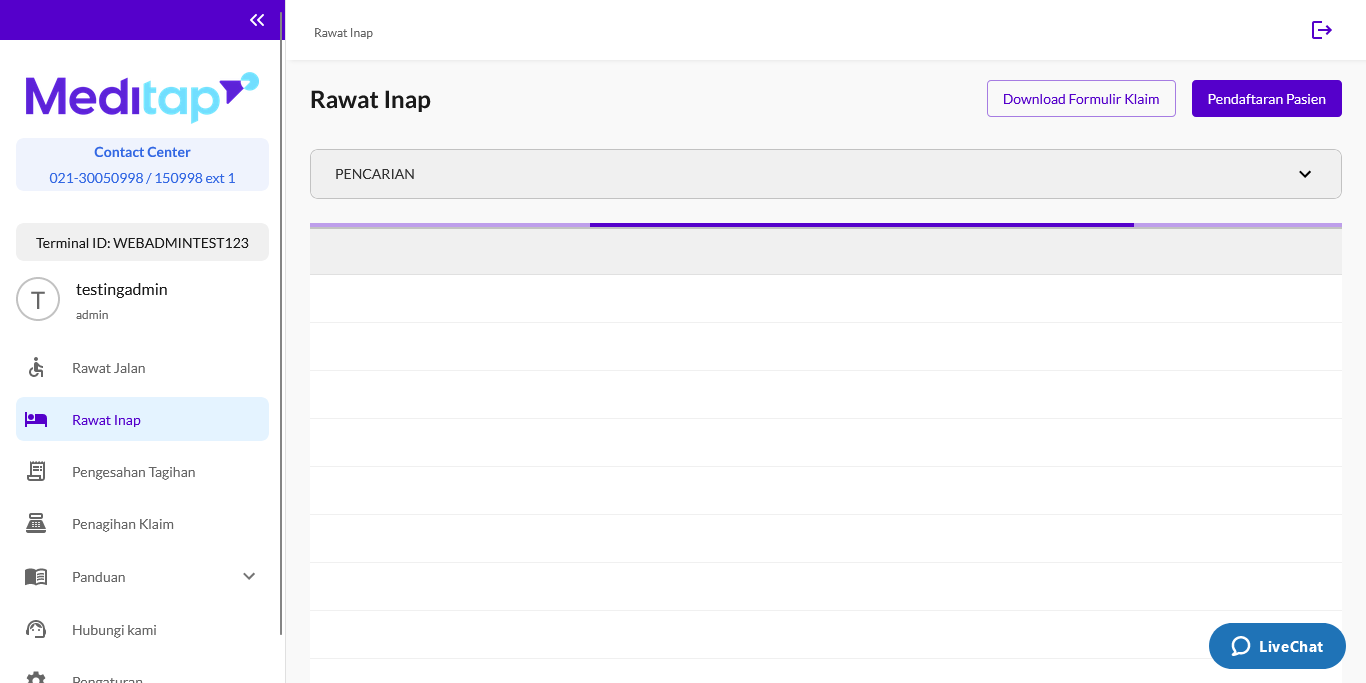 Meditap
Contact Center
021-30050998 / 150998 ext 1
Terminal ID: WEBADMINTEST123
T
testingadmin
admin
Rawat Jalan
Rawat Inap
Pengesahan Tagihan
Penagihan Klaim
Panduan
Hubungi kami
Pengaturan
Rawat Inap
Rawat Inap
Download Formulir Klaim
Pendaftaran Pasien
PENCARIAN
LiveChat